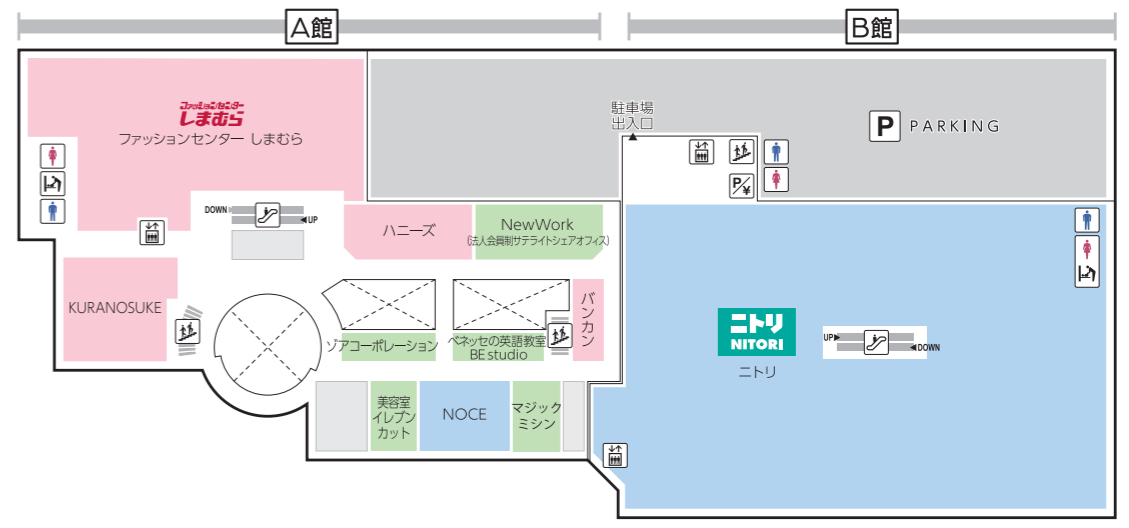 A館
B館
ファッションセンター
しまむら
ファッションセンター しまむら
駐車場
出入口
P PARKING
P/¥
DOWN
UP
ハニーズ
NewWork
(法人会員制サテライトシェアオフィス)
KURANOSUKE
バンカン
ゾアコーポレーション
ベネッセの英語教室
BE studio
美容室
イレブン
カット
NOCE
マジック
ミシン
ニトリ
NITORI
ニトリ
UP
DOWN